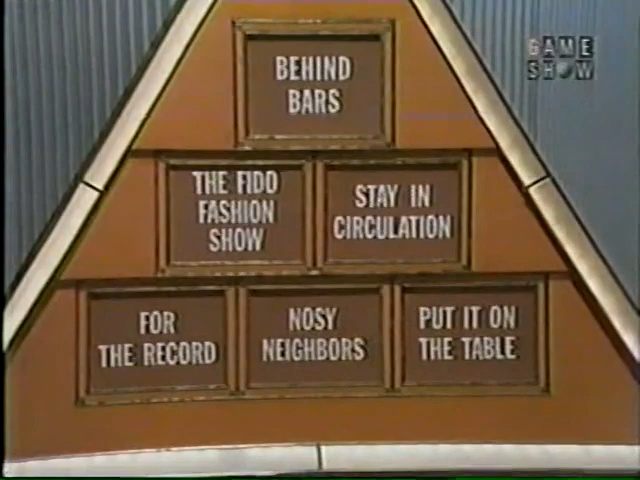 GAME
SHOW
BEHIND
BARS
THE FIDO
FASHION
SHOW
STAY IN
CIRCULATION
FOR
THE RECORD
NOSY
NEIGHBORS
PUT IT ON
THE TABLE